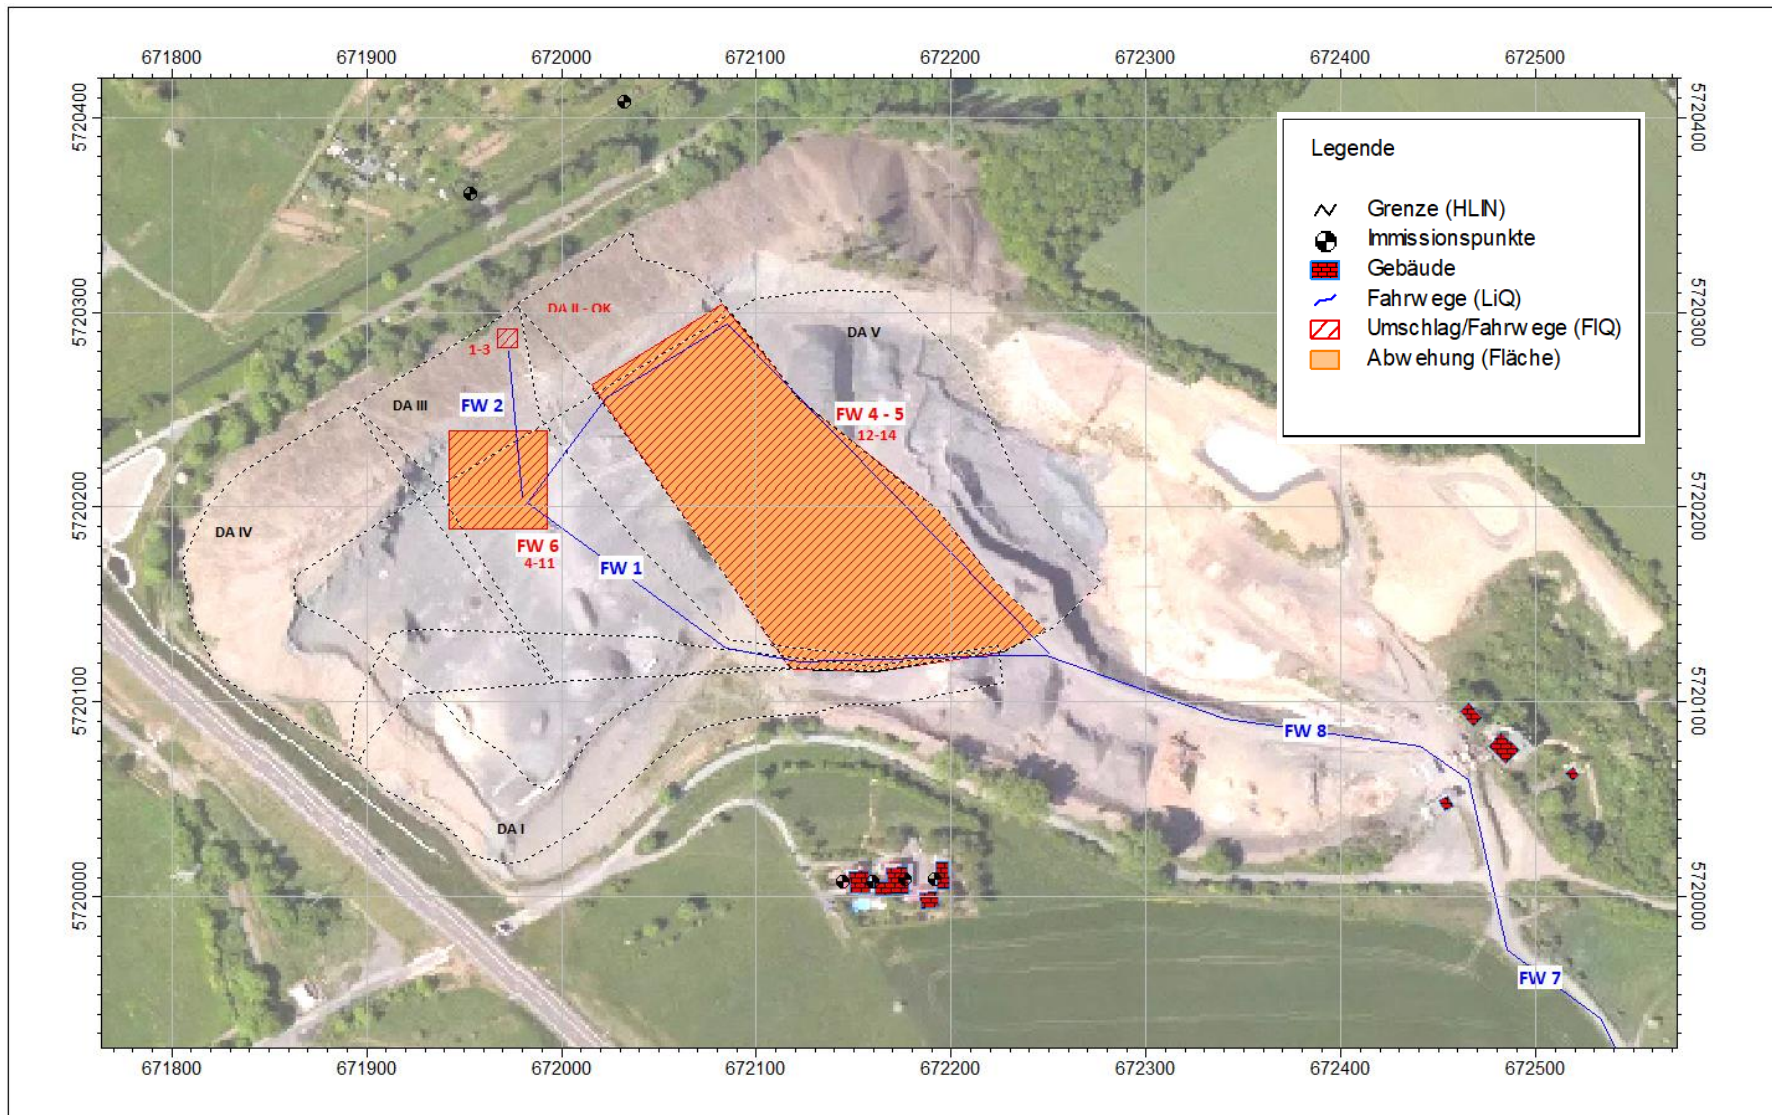 671800 671900 672000 672100 672200 672300 672400 672500
5720400
5720300
5720200
5720100
5720000
5720400
5720300
5720200
5720100
5720000
Legende
Grenze (HLIN)
Immissionspunkte
Gebäude
Fahrwege (LiQ)
Umschlag/Fahrwege (FlQ)
Abwehung (Fläche)
DA II - OK
DA V
1-3
FW 2
DA III
FW 4 - 5
12-14
DA IV
FW 6
4-11
FW 1
FW 8
DA I
FW 7
671800 671900 672000 672100 672200 672300 672400 672500